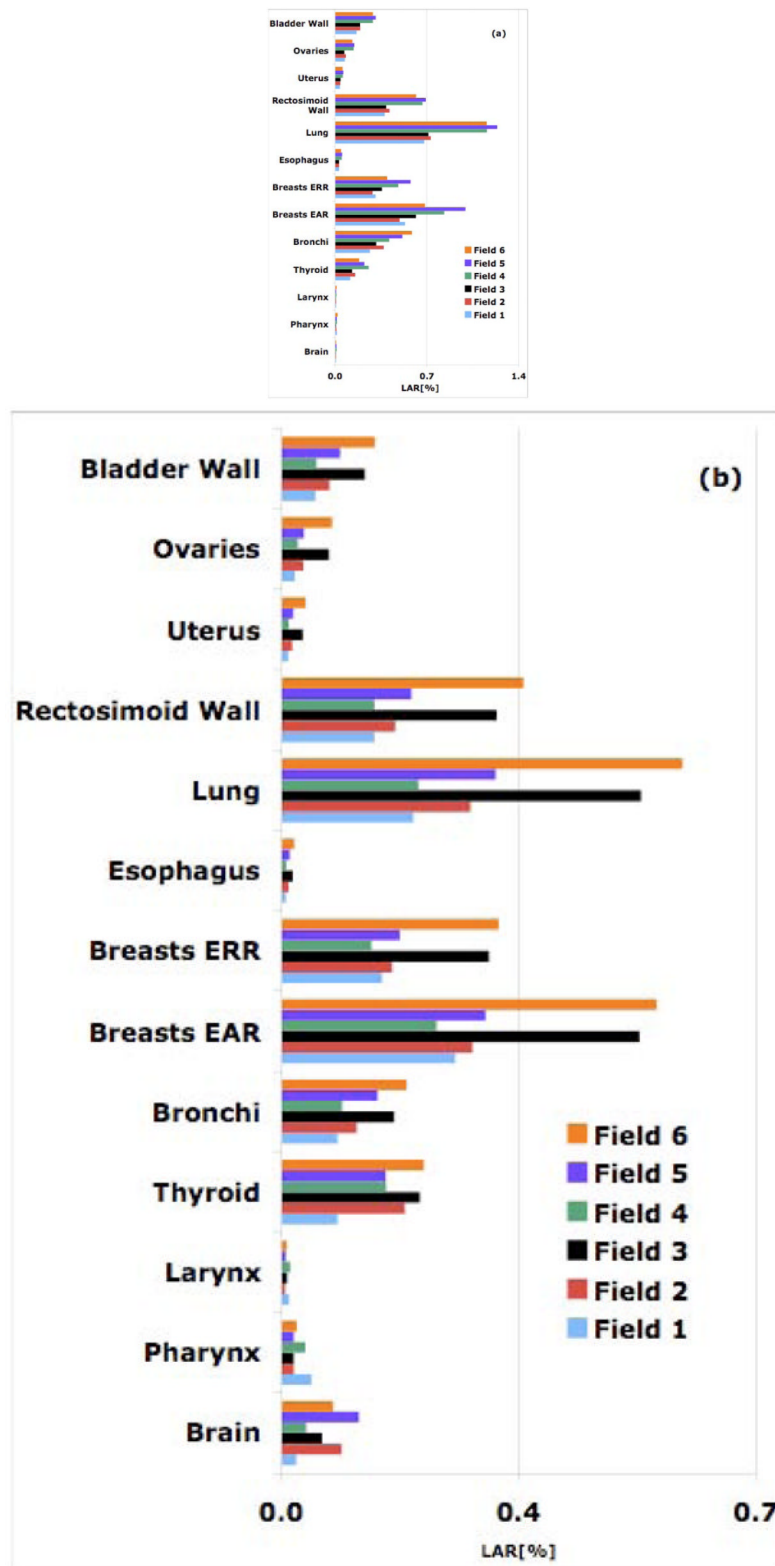 Bladder Wall
(a)
Ovaries
Uterus
Rectosimoid
Wall
Lung
Esophagus
Breasts ERR
Breasts EAR
Bronchi
Thyroid
Larynx
Pharynx
Brain
Field 6
Field 5
Field 4
Field 3
Field 2
Field 1
0.0 0.7 1.4
LAR[%]
Bladder Wall
(b)
Ovaries
Uterus
Rectosimoid Wall
Lung
Esophagus
Breasts ERR
Breasts EAR
Bronchi
Thyroid
Larynx
Pharynx
Brain
Field 6
Field 5
Field 4
Field 3
Field 2
Field 1
0.0 0.4 0.7
LAR[%]